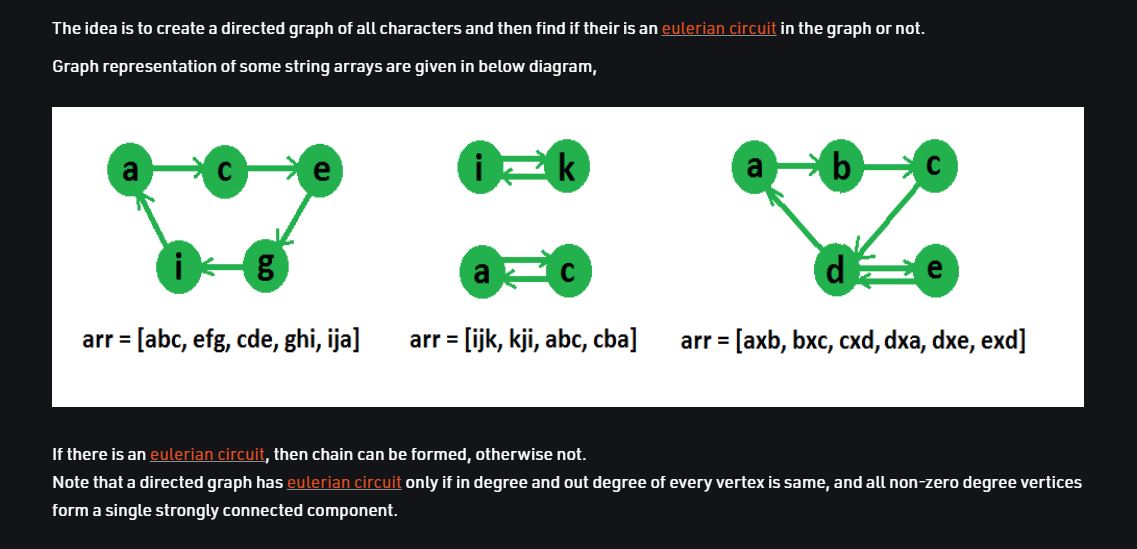 The idea is to create a directed graph of all characters and then find if their is an eulerian circuit in the graph or not.
Graph representation of some string arrays are given in below diagram,
a c e
i g
arr = [abc, efg, cde, ghi, ija]
i k
a c
arr = [ijk, kji, abc, cba]
a b c
d e
arr = [axb, bxc, cxd, dxa, dxe, exd]
If there is an eulerian circuit, then chain can be formed, otherwise not.
Note that a directed graph has eulerian circuit only if in degree and out degree of every vertex is same, and all non-zero degree vertices
form a single strongly connected component.